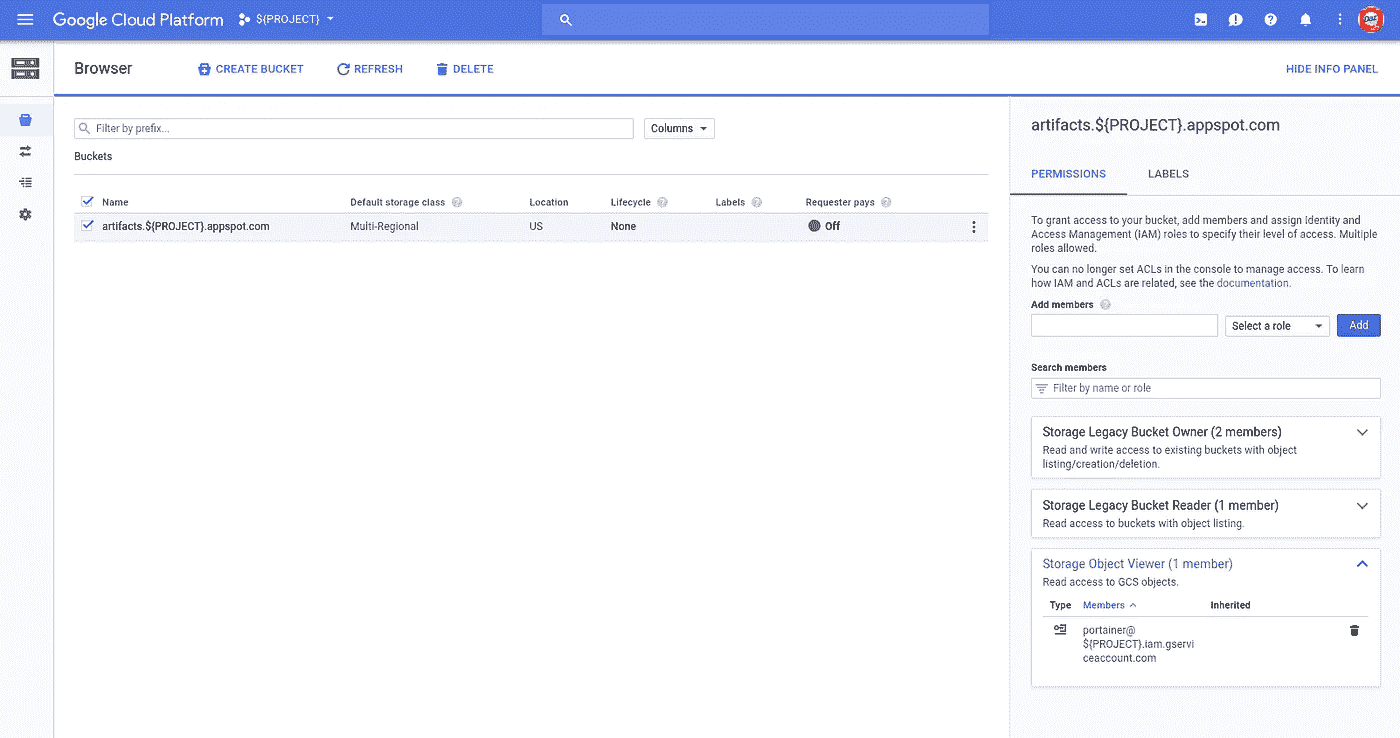 Google Cloud Platform ${PROJECT}
Browser CREATE BUCKET REFRESH DELETE HIDE INFO PANEL
Filter by prefix... Columns
Buckets
Name Default storage class Location Lifecycle Labels Requester pays
artifacts.${PROJECT}.appspot.com Multi-Regional US None Off
artifacts.${PROJECT}.appspot.com
PERMISSIONS LABELS
To grant access to your bucket, add members and assign Identity and
Access Management (IAM) roles to specify their level of access. Multiple
roles allowed.
You can no longer set ACLs in the console to manage access. To learn
how IAM and ACLs are related, see the documentation.
Add members
Select a role Add
Search members
Filter by name or role
Storage Legacy Bucket Owner (2 members)
Read and write access to existing buckets with object
listing/creation/deletion.
Storage Legacy Bucket Reader (1 member)
Read access to buckets with object listing.
Storage Object Viewer (1 member)
Read access to GCS objects.
Type Members Inherited
portainer@
${PROJECT}.iam.gservi
ceaccount.com